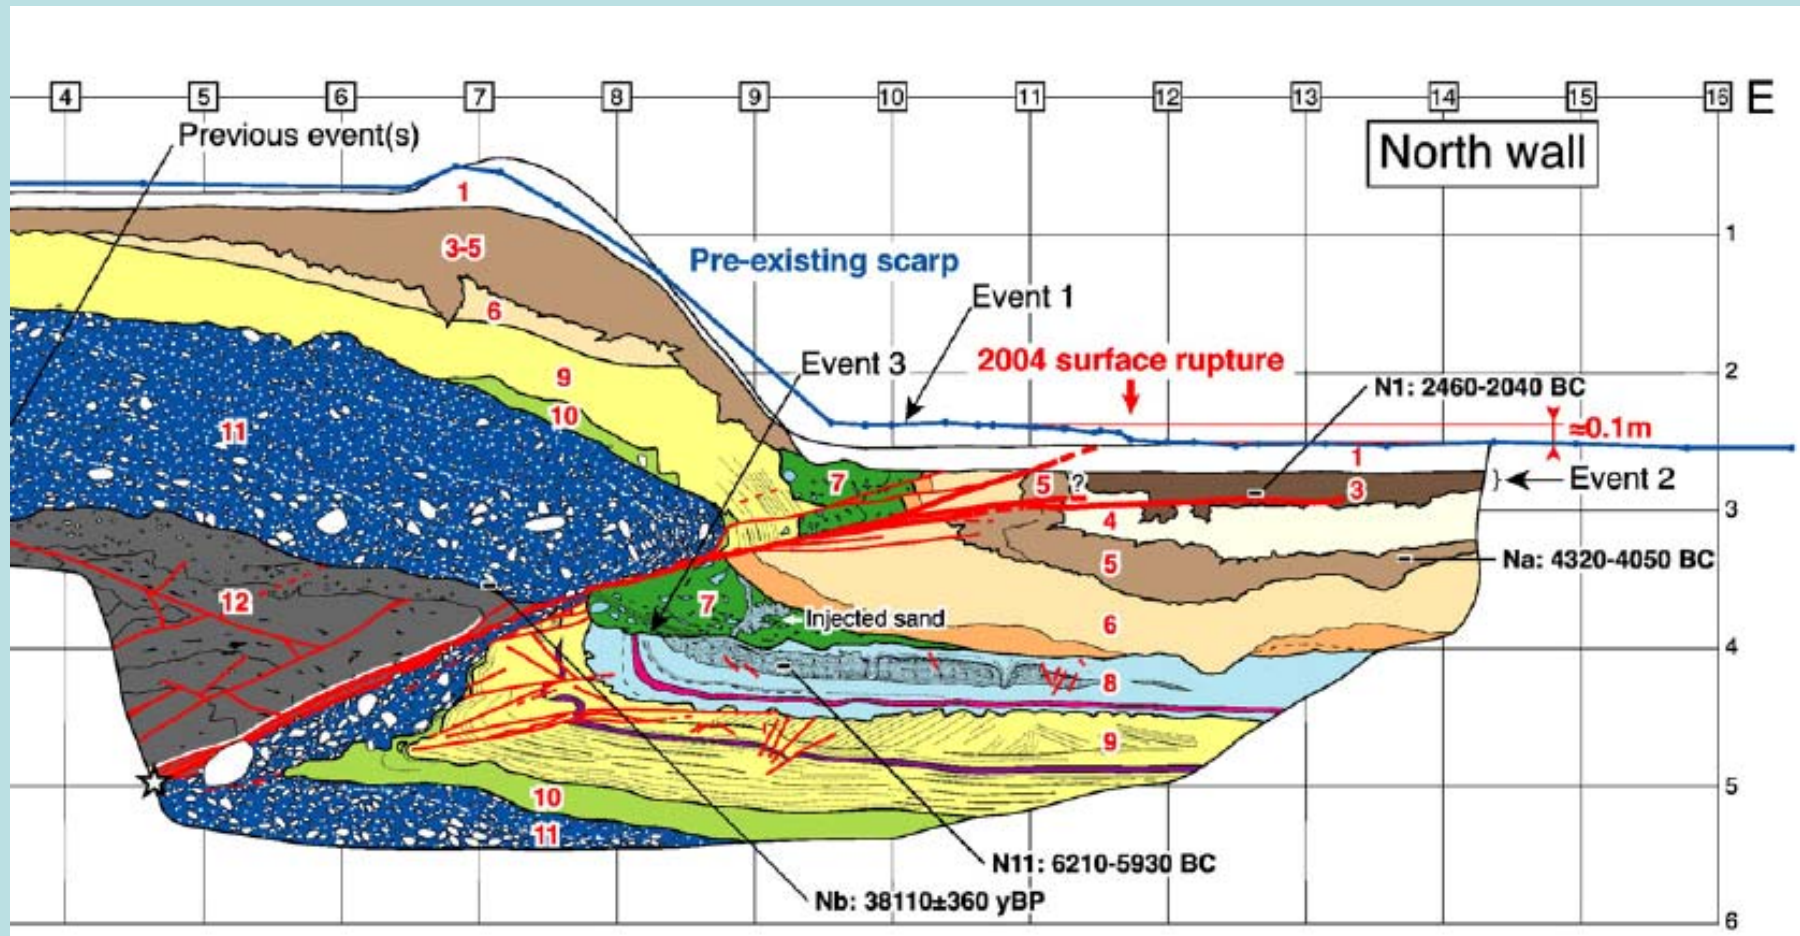 4 5 6 7 8 9 10 11 12 13 14 15 16 E
Previous event(s)
North wall
1
3-5
1
Pre-existing scarp
Event 1
6
Event 3
2004 surface rupture
2
N1: 2460-2040 BC
9
10
11
≈0.1m
1
7
5
?
3
Event 2
3
4
5
Na: 4320-4050 BC
12
7
Injected sand
6
4
8
9
5
10
11
N11: 6210-5930 BC
Nb: 38110±360 yBP
6